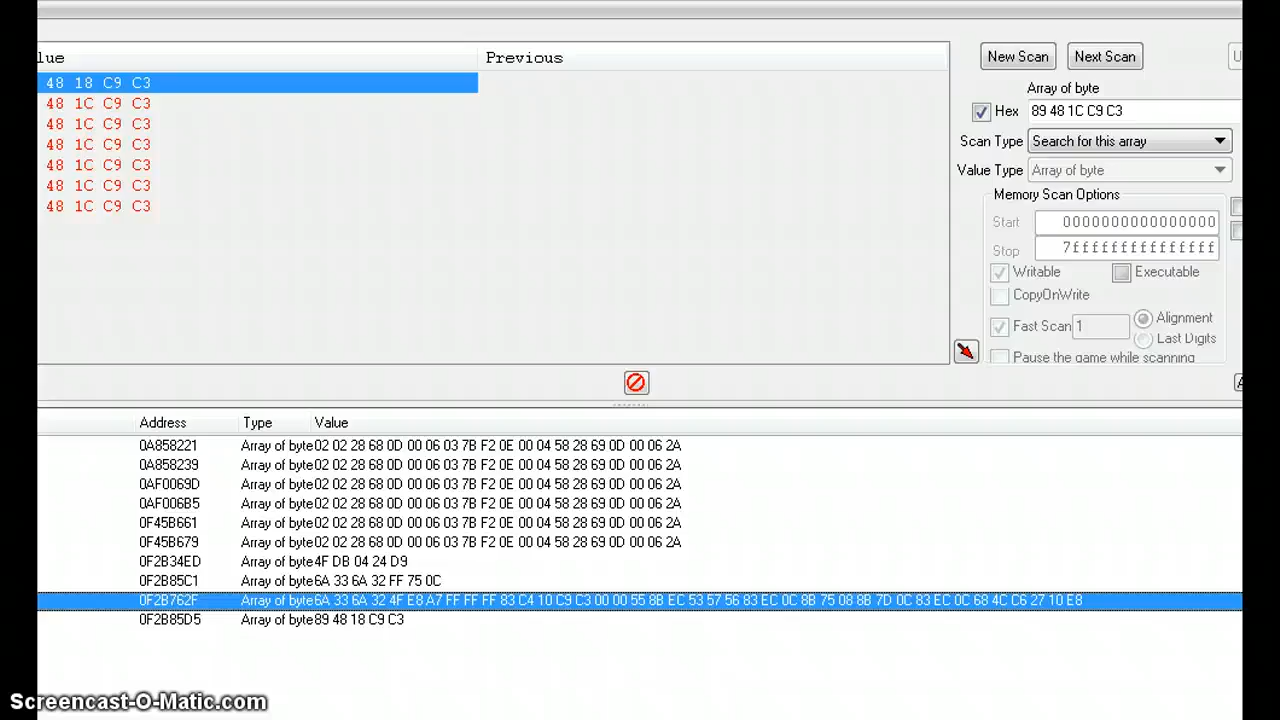 lue Previous
48 18 C9 C3
48 1C C9 C3
48 1C C9 C3
48 1C C9 C3
48 1C C9 C3
48 1C C9 C3
48 1C C9 C3
New Scan Next Scan U
Array of byte
Hex 89 48 1C C9 C3
Scan Type Search for this array
Value Type Array of byte
Memory Scan Options
Start 0000000000000000
Stop 7fffffffffffffff
Writable Executable
CopyOnWrite
Fast Scan 1 Alignment
Last Digits
Pause the game while scanning
A
Address Type Value
0A858221 Array of byte 02 02 28 68 0D 00 06 03 7B F2 0E 00 04 58 28 69 0D 00 06 2A
0A858239 Array of byte 02 02 28 68 0D 00 06 03 7B F2 0E 00 04 58 28 69 0D 00 06 2A
0AF0069D Array of byte 02 02 28 68 0D 00 06 03 7B F2 0E 00 04 58 28 69 0D 00 06 2A
0AF006B5 Array of byte 02 02 28 68 0D 00 06 03 7B F2 0E 00 04 58 28 69 0D 00 06 2A
0F45B661 Array of byte 02 02 28 68 0D 00 06 03 7B F2 0E 00 04 58 28 69 0D 00 06 2A
0F45B679 Array of byte 02 02 28 68 0D 00 06 03 7B F2 0E 00 04 58 28 69 0D 00 06 2A
0F2B34ED Array of byte 4F DB 04 24 D9
0F2B85C1 Array of byte 6A 33 6A 32 FF 75 0C
0F2B762F Array of byte 6A 33 6A 32 4F E8 A7 FF FF FF 83 C4 10 C9 C3 00 00 55 8B EC 53 57 56 83 EC 0C 8B 75 08 8B 7D 0C 83 EC 0C 68 4C C6 27 10 E8
0F2B85D5 Array of byte 89 48 18 C9 C3
Screencast-O-Matic.com